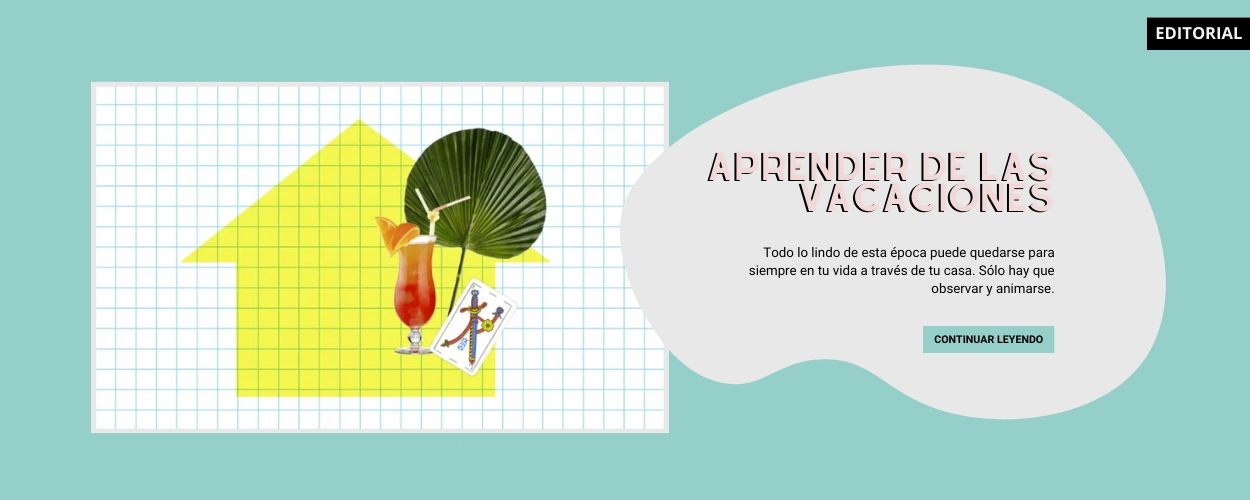 EDITORIAL
APRENDER DE LAS
VACACIONES
Todo lo lindo de esta época puede quedarse para
siempre en tu vida a través de tu casa. Sólo hay que
observar y animarse.
CONTINUAR LEYENDO